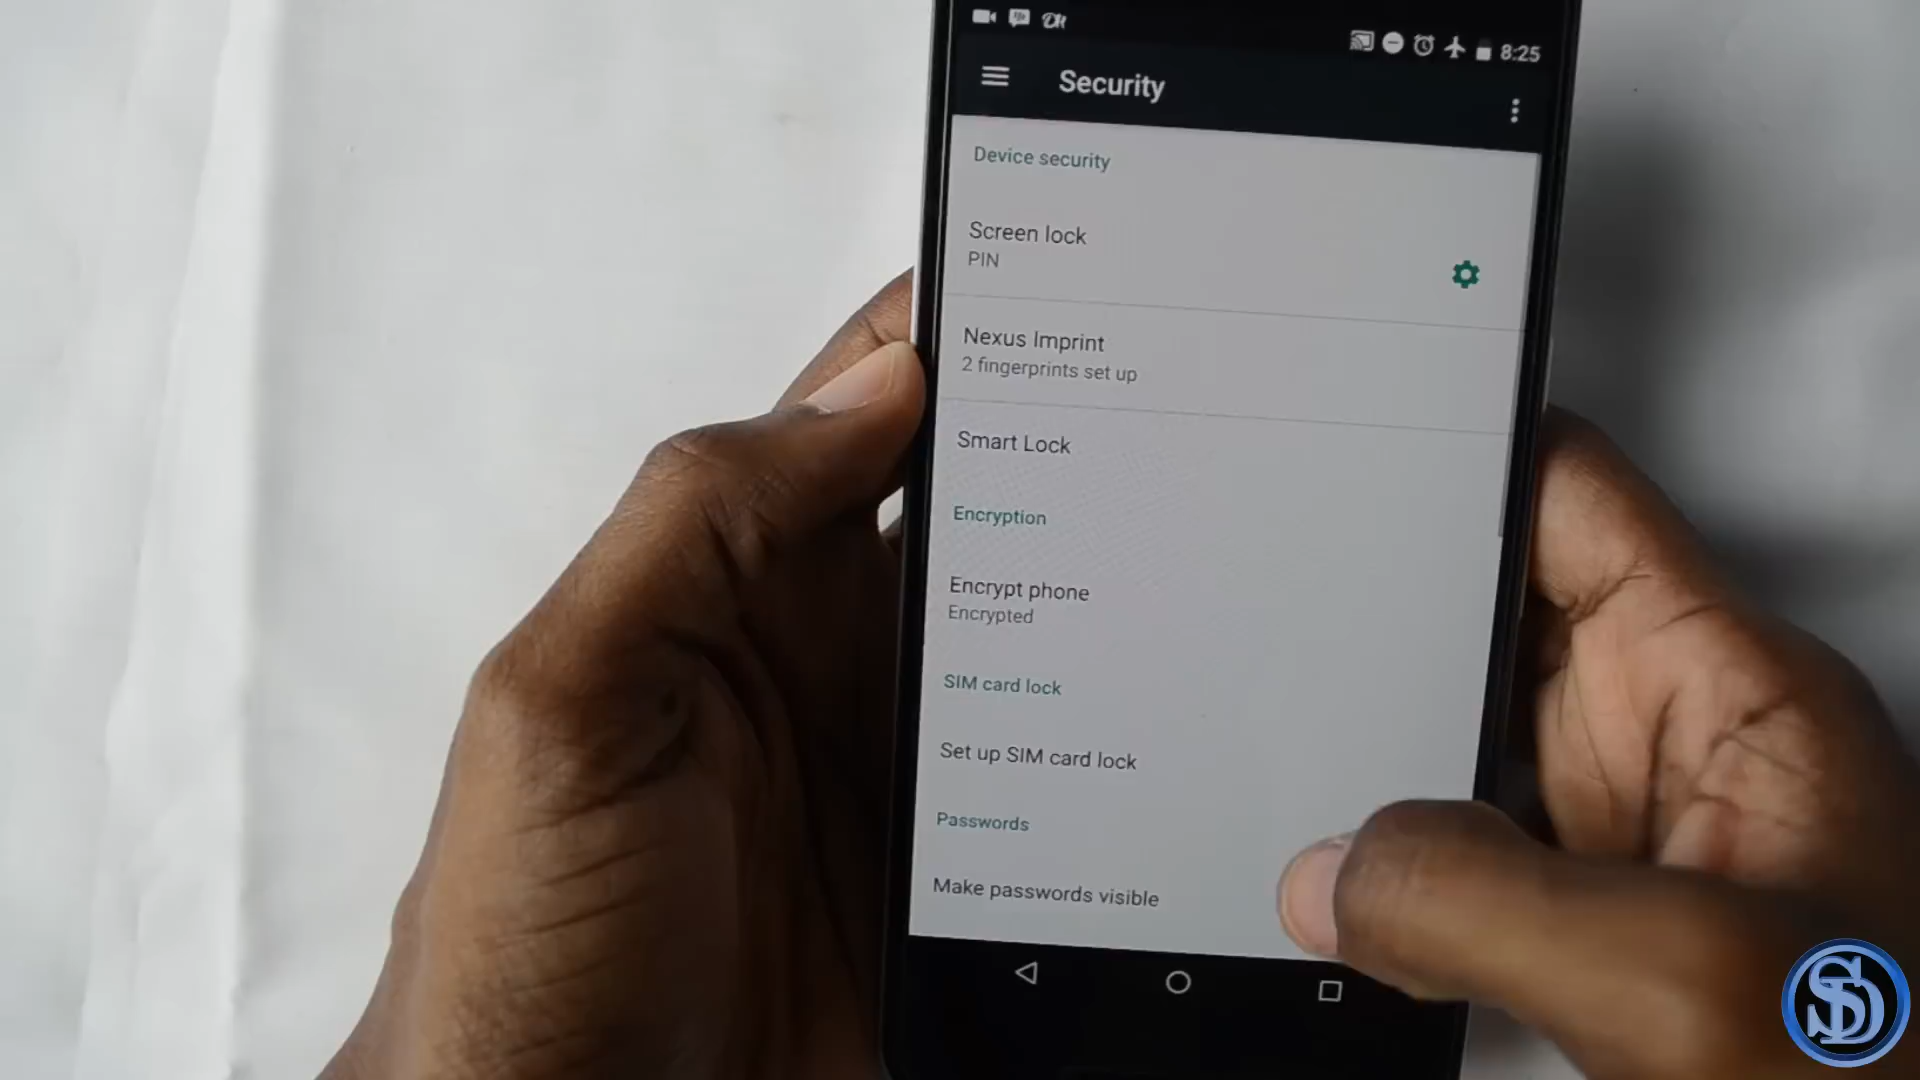 8:25
Security
Device security
Screen lock
PIN
Nexus Imprint
2 fingerprints set up
Smart Lock
Encryption
Encrypt phone
Encrypted
SIM card lock
Set up SIM card lock
Passwords
Make passwords visible